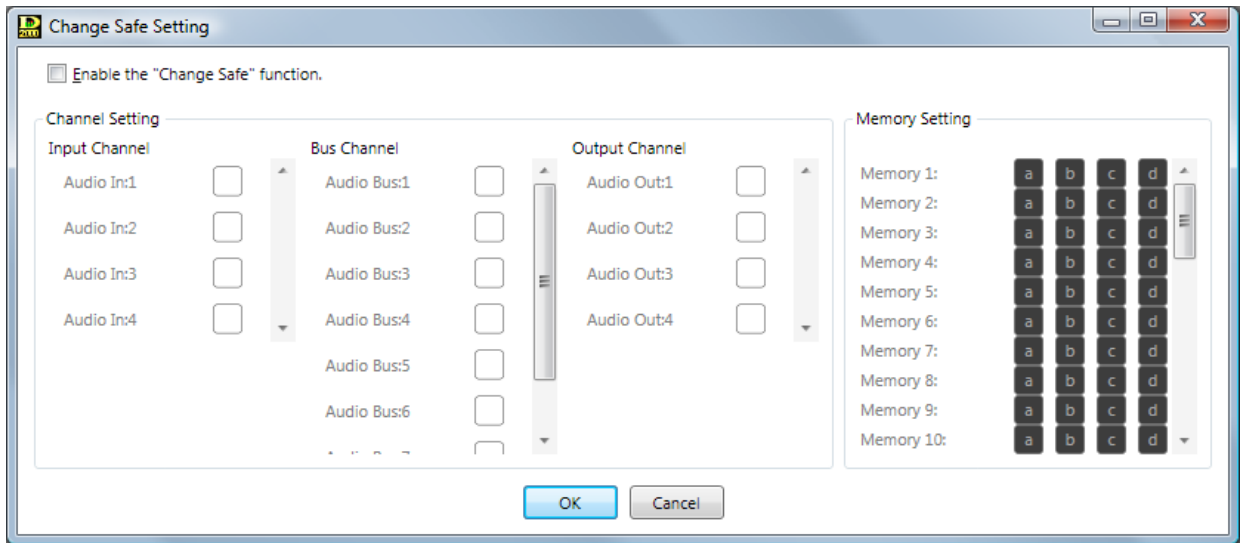 Change Safe Setting
Enable the "Change Safe" function.
Channel Setting
Input Channel
Audio In:1
Audio In:2
Audio In:3
Audio In:4
Bus Channel
Audio Bus:1
Audio Bus:2
Audio Bus:3
Audio Bus:4
Audio Bus:5
Audio Bus:6
Output Channel
Audio Out:1
Audio Out:2
Audio Out:3
Audio Out:4
Memory Setting
Memory 1: a b c d
Memory 2: a b c d
Memory 3: a b c d
Memory 4: a b c d
Memory 5: a b c d
Memory 6: a b c d
Memory 7: a b c d
Memory 8: a b c d
Memory 9: a b c d
Memory 10: a b c d
OK
Cancel